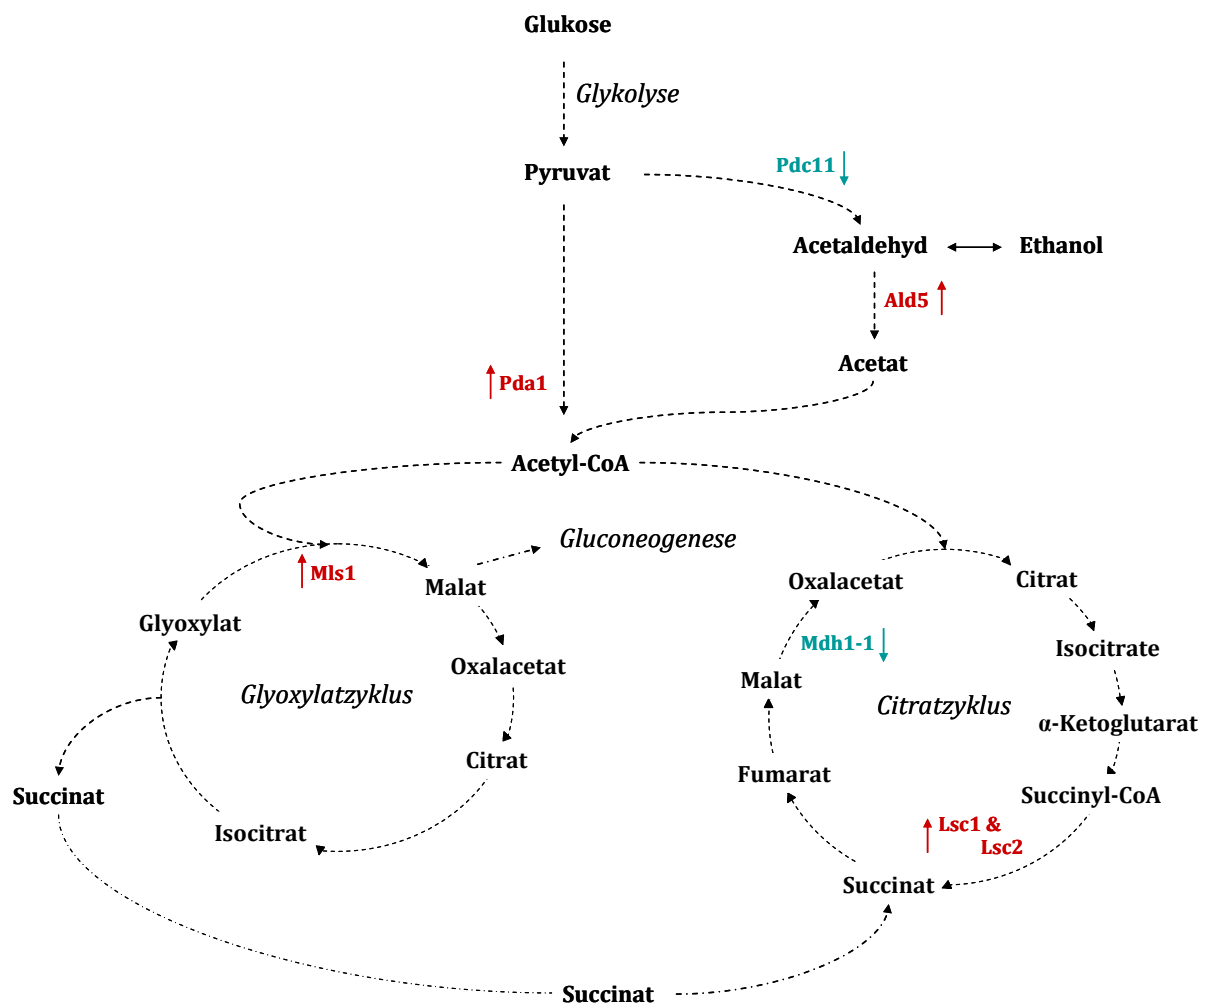 Glukose
Glykolyse
Pyruvat
Pdc11
Acetaldehyd
Ethanol
Ald5
Acetat
Pda1
Acetyl-CoA
Gluconeogenese
Mls1
Malat
Oxalacetat
Citrat
Glyoxylat
Mdh1-1
Isocitrate
Oxalacetat
Malat
Glyoxylatzyklus
Citratzyklus
α-Ketoglutarat
Citrat
Fumarat
Succinat
Succinyl-CoA
Isocitrat
Lsc1 &
Lsc2
Succinat
Succinat